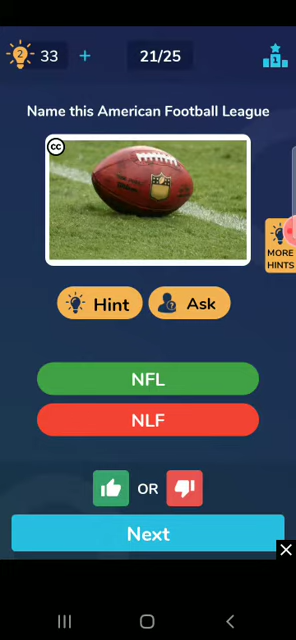 2
33
+
21/25
1
Name this American Football League
cc
MORE
HINTS
Hint
Ask
NFL
NLF
OR
Next